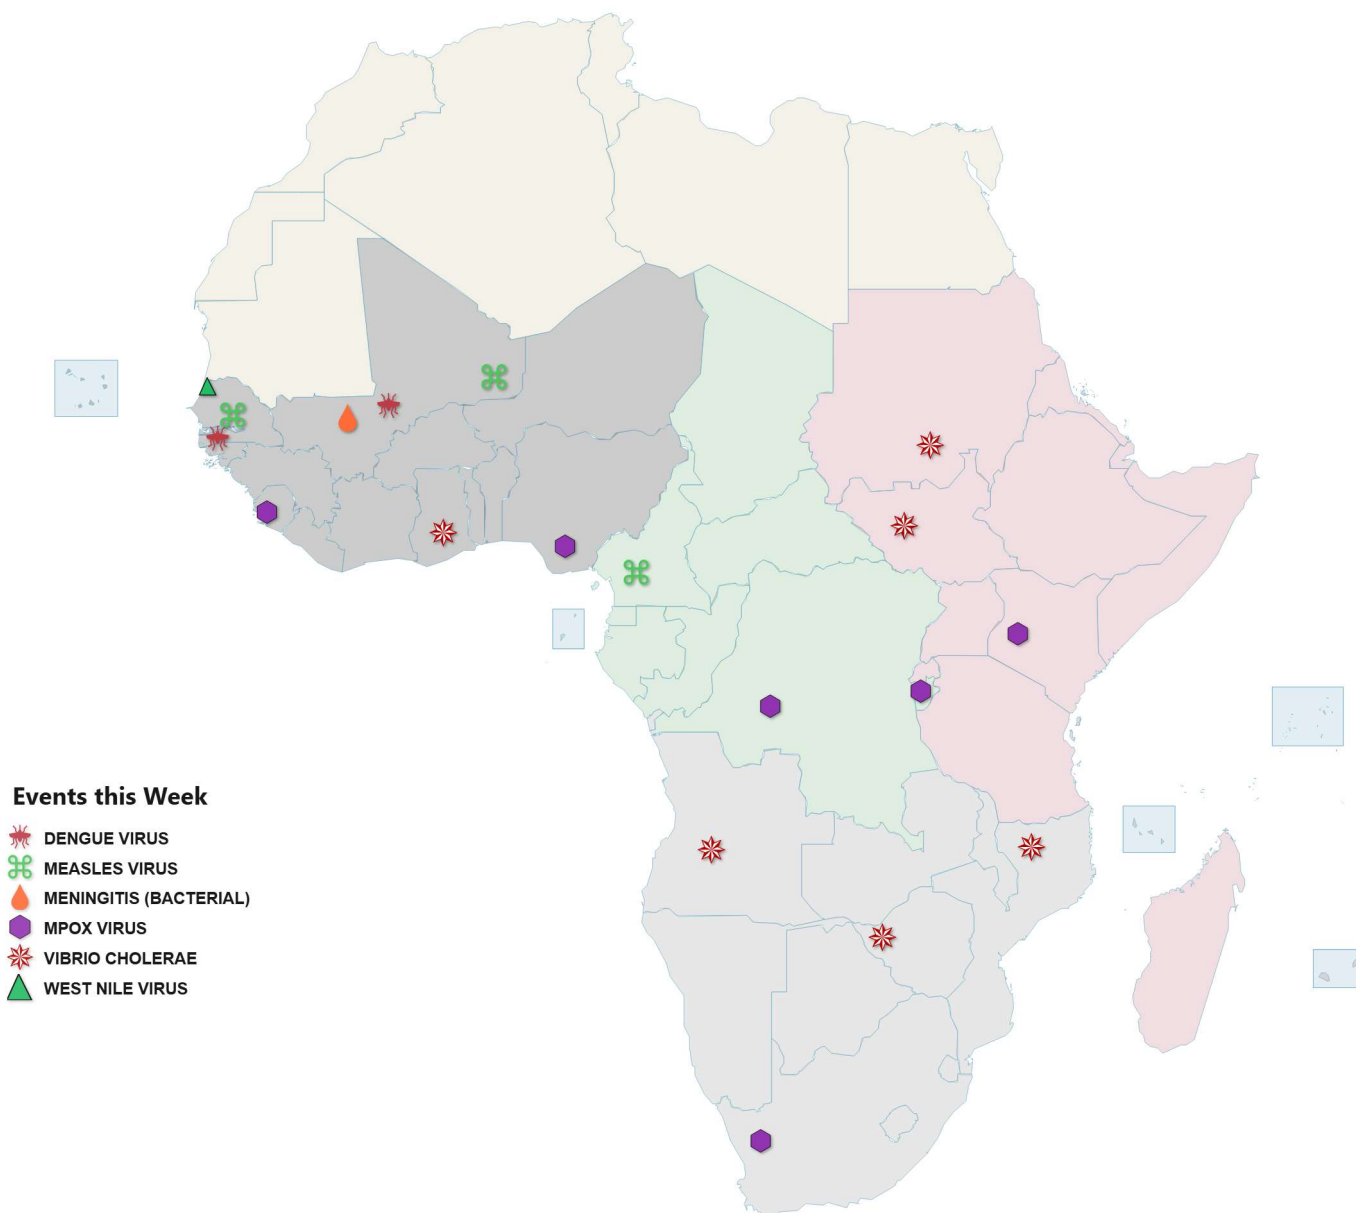 Events this Week
DENGUE VIRUS
MEASLES VIRUS
MENINGITIS (BACTERIAL)
MPOX VIRUS
VIBRIO CHOLERAE
WEST NILE VIRUS